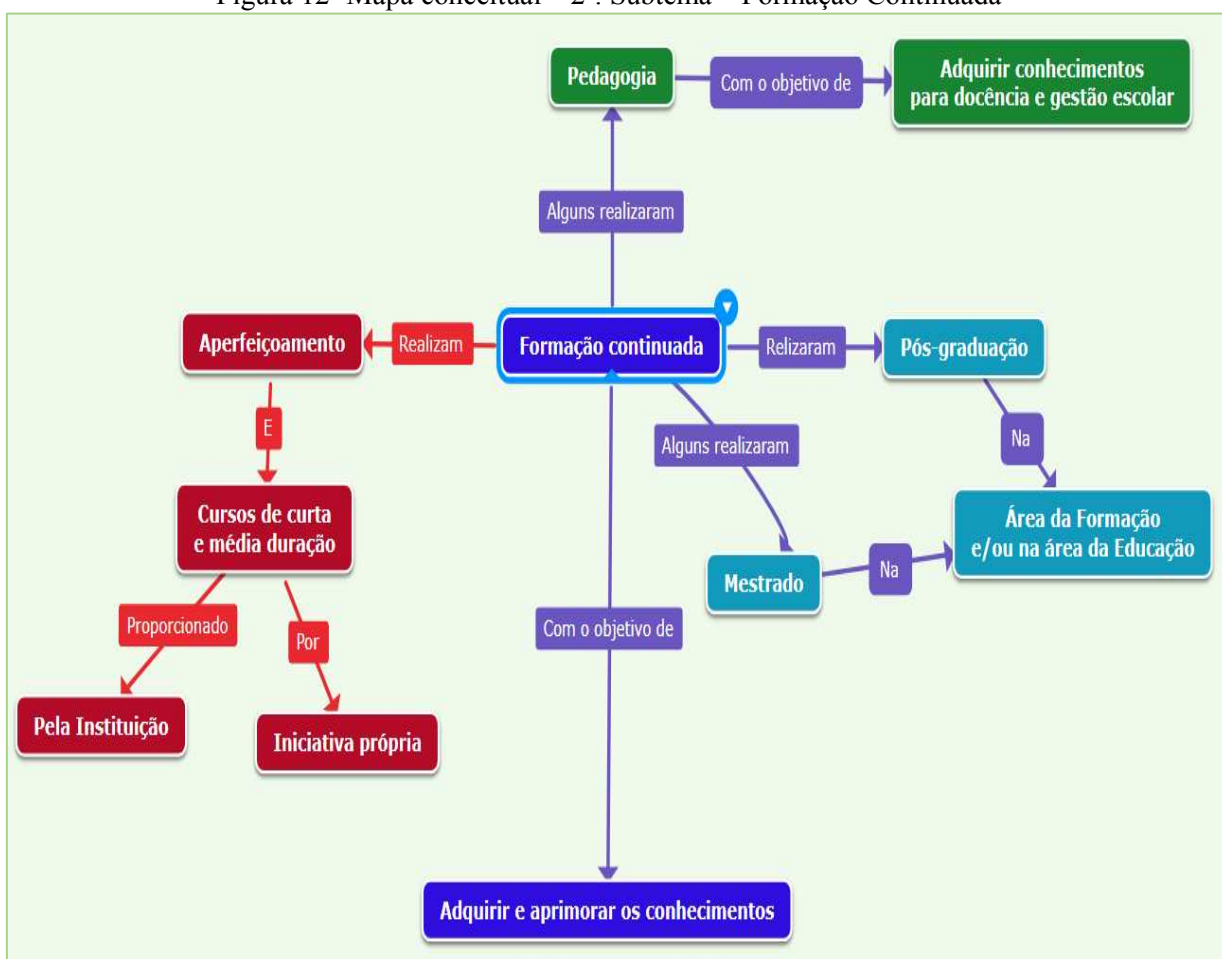 Figura 12- Mapa conceitual – 2º. Subtema – Formação Continuada
Pedagogia
Com o objetivo de
Adquirir conhecimentos
para docência e gestão escolar
Alguns realizaram
Aperfeiçoamento
Realizam
Formação continuada
Relizaram
Pós-graduação
E
Alguns realizaram
Na
Cursos de curta
e média duração
Área da Formação
e/ou na área da Educação
Mestrado
Na
Proporcionado
Por
Com o objetivo de
Pela Instituição
Iniciativa própria
Adquirir e aprimorar os conhecimentos